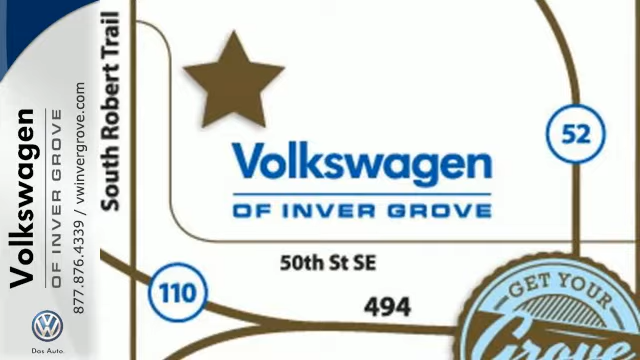 Volkswagen
OF INVER GROVE
877.876.4339 / vwinvergrove.com
Das Auto.
South Robert Trail
Volkswagen
OF INVER GROVE
52
50th St SE
110
494
GET YOUR
Grove